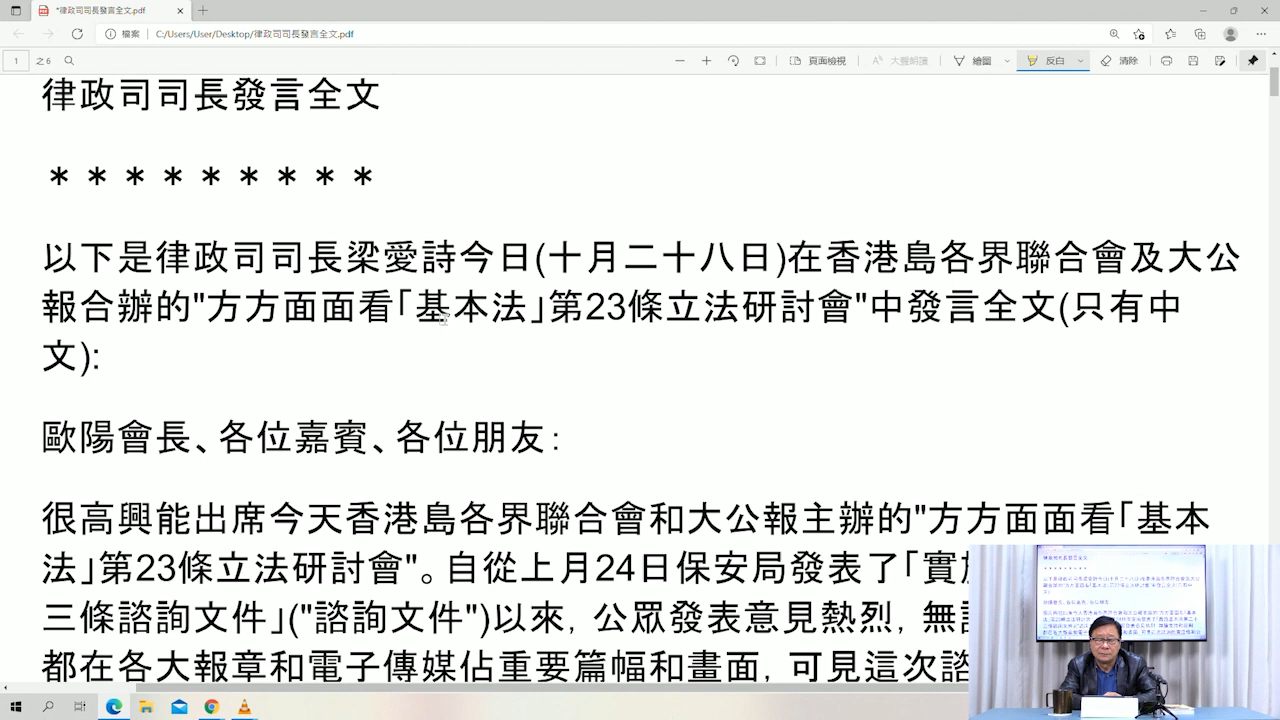 *律政司司長發言全文.pdf
檔案 C:/Users/User/Desktop/律政司司長發言全文.pdf
1 之 6 頁面檢視 大聲朗讀 繪圖 反白 清除
律政司司長發言全文
* * * * * * * * *
以下是律政司司長梁愛詩今日(十月二十八日)在香港島各界聯合會及大公
報合辦的"方方面面看「基本法」第23條立法研討會"中發言全文(只有中
文):
歐陽會長、各位嘉賓、各位朋友:
很高興能出席今天香港島各界聯合會和大公報主辦的"方方面面看「基本
法」第23條立法研討會"。自從上月24日保安局發表了「實
三條諮詢文件」("諮詢文件")以來, 公眾發表意見熱烈, 無
都在各大報章和電子傳媒佔重要篇幅和畫面, 可見這次